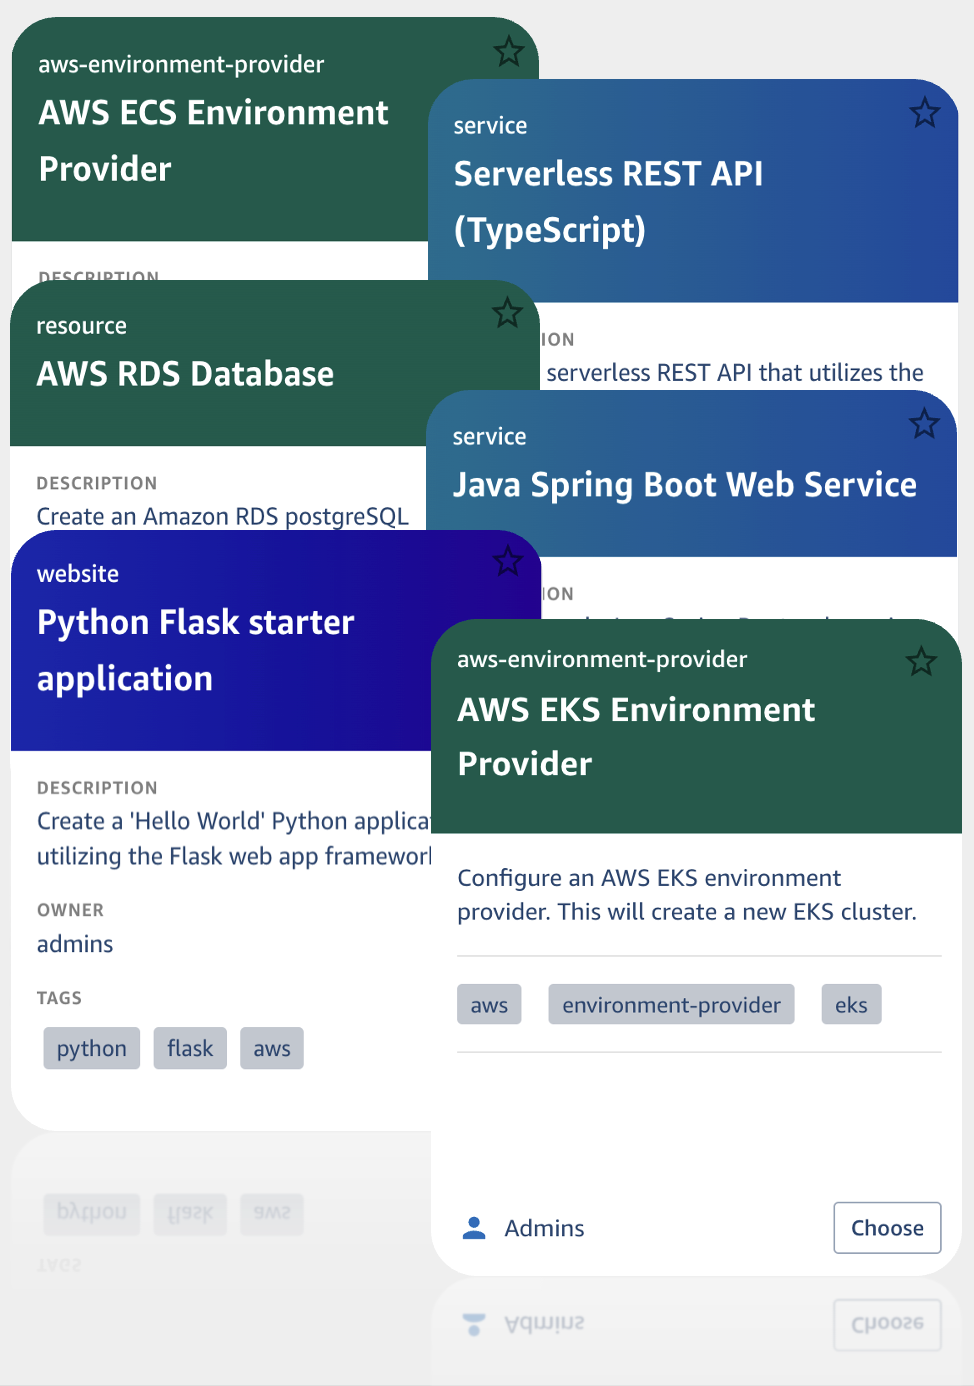 aws-environment-provider
AWS ECS Environment
Provider
DESCRIPTION
service
Serverless REST API
(TypeScript)
serverless REST API that utilizes the
resource
AWS RDS Database
DESCRIPTION
Create an Amazon RDS postgreSQL
service
Java Spring Boot Web Service
website
Python Flask starter
application
DESCRIPTION
Create a 'Hello World' Python
utilizing the Flask web app
OWNER
admins
TAGS
python flask aws
aws-environment-provider
AWS EKS Environment
Provider
Configure an AWS EKS environment
provider. This will create a new EKS cluster.
aws environment-provider eks
Admins
Choose